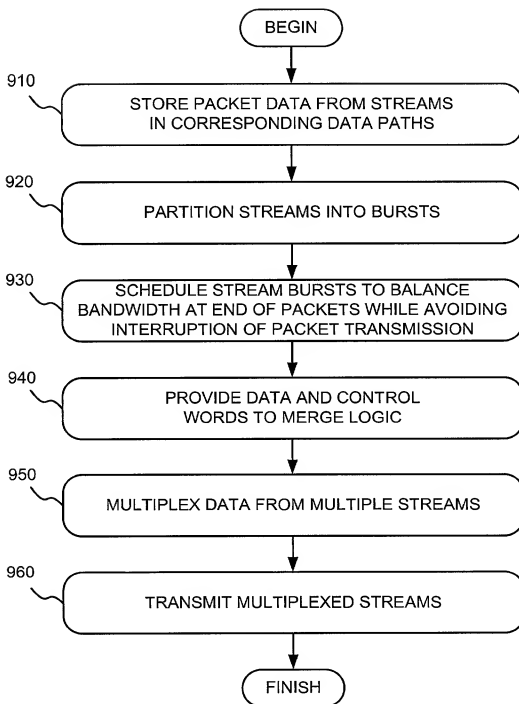 BEGIN
910
STORE PACKET DATA FROM STREAMS
IN CORRESPONDING DATA PATHS
920
PARTITION STREAMS INTO BURSTS
930
SCHEDULE STREAM BURSTS TO BALANCE
BANDWIDTH AT END OF PACKETS WHILE AVOIDING
INTERRUPTION OF PACKET TRANSMISSION
940
PROVIDE DATA AND CONTROL
WORDS TO MERGE LOGIC
950
MULTIPLEX DATA FROM MULTIPLE STREAMS
960
TRANSMIT MULTIPLEXED STREAMS
FINISH